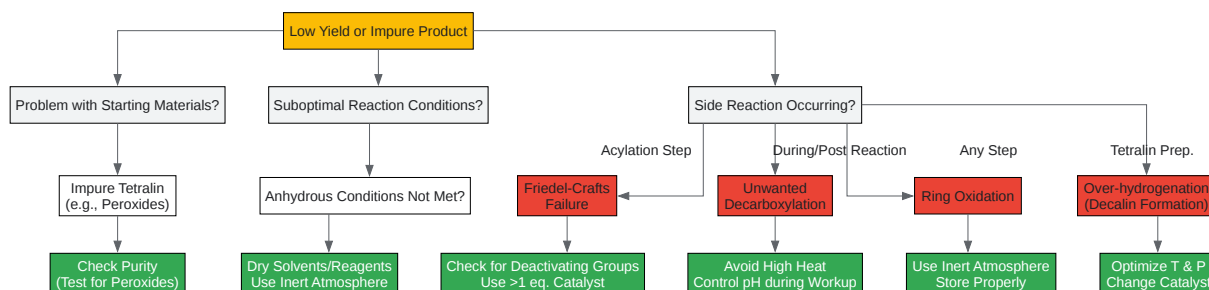 Low Yield or Impure Product
Problem with Starting Materials?
Suboptimal Reaction Conditions?
Side Reaction Occurring?
Acylation Step
During/Post Reaction
Any Step
Tetralin Prep.
Impure Tetralin
(e.g., Peroxides)
Anhydrous Conditions Not Met?
Friedel-Crafts
Failure
Unwanted
Decarboxylation
Ring Oxidation
Over-hydrogenation
(Decalin Formation)
Check Purity
(Test for Peroxides)
Dry Solvents/Reagents
Use Inert Atmosphere
Check for Deactivating Groups
Use >1 eq. Catalyst
Avoid High Heat
Control pH during Workup
Use Inert Atmosphere
Store Properly
Optimize T & P
Change Catalyst